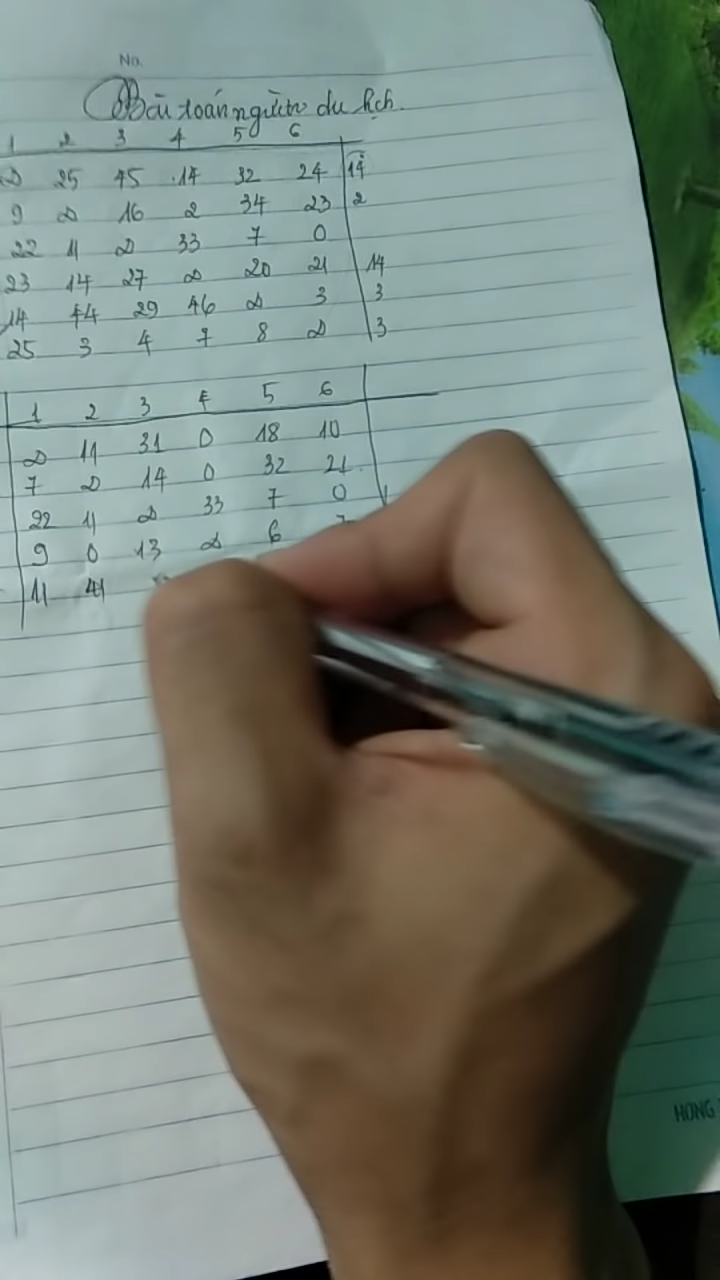 No.
Bài toán người du lịch.
1 2 3 4 5 6
∞ 25 45 14 32 24 14
9 ∞ 16 2 34 23 2
22 11 ∞ 33 7 0
23 14 27 ∞ 20 21 14
14 44 29 46 ∞ 3 3
25 3 4 7 8 ∞ 3
1 2 3 4 5 6
∞ 11 31 0 18 10
7 ∞ 14 0 32 21
22 11 ∞ 33 7 0
9 0 13 ∞ 6 7
11 41
HONG